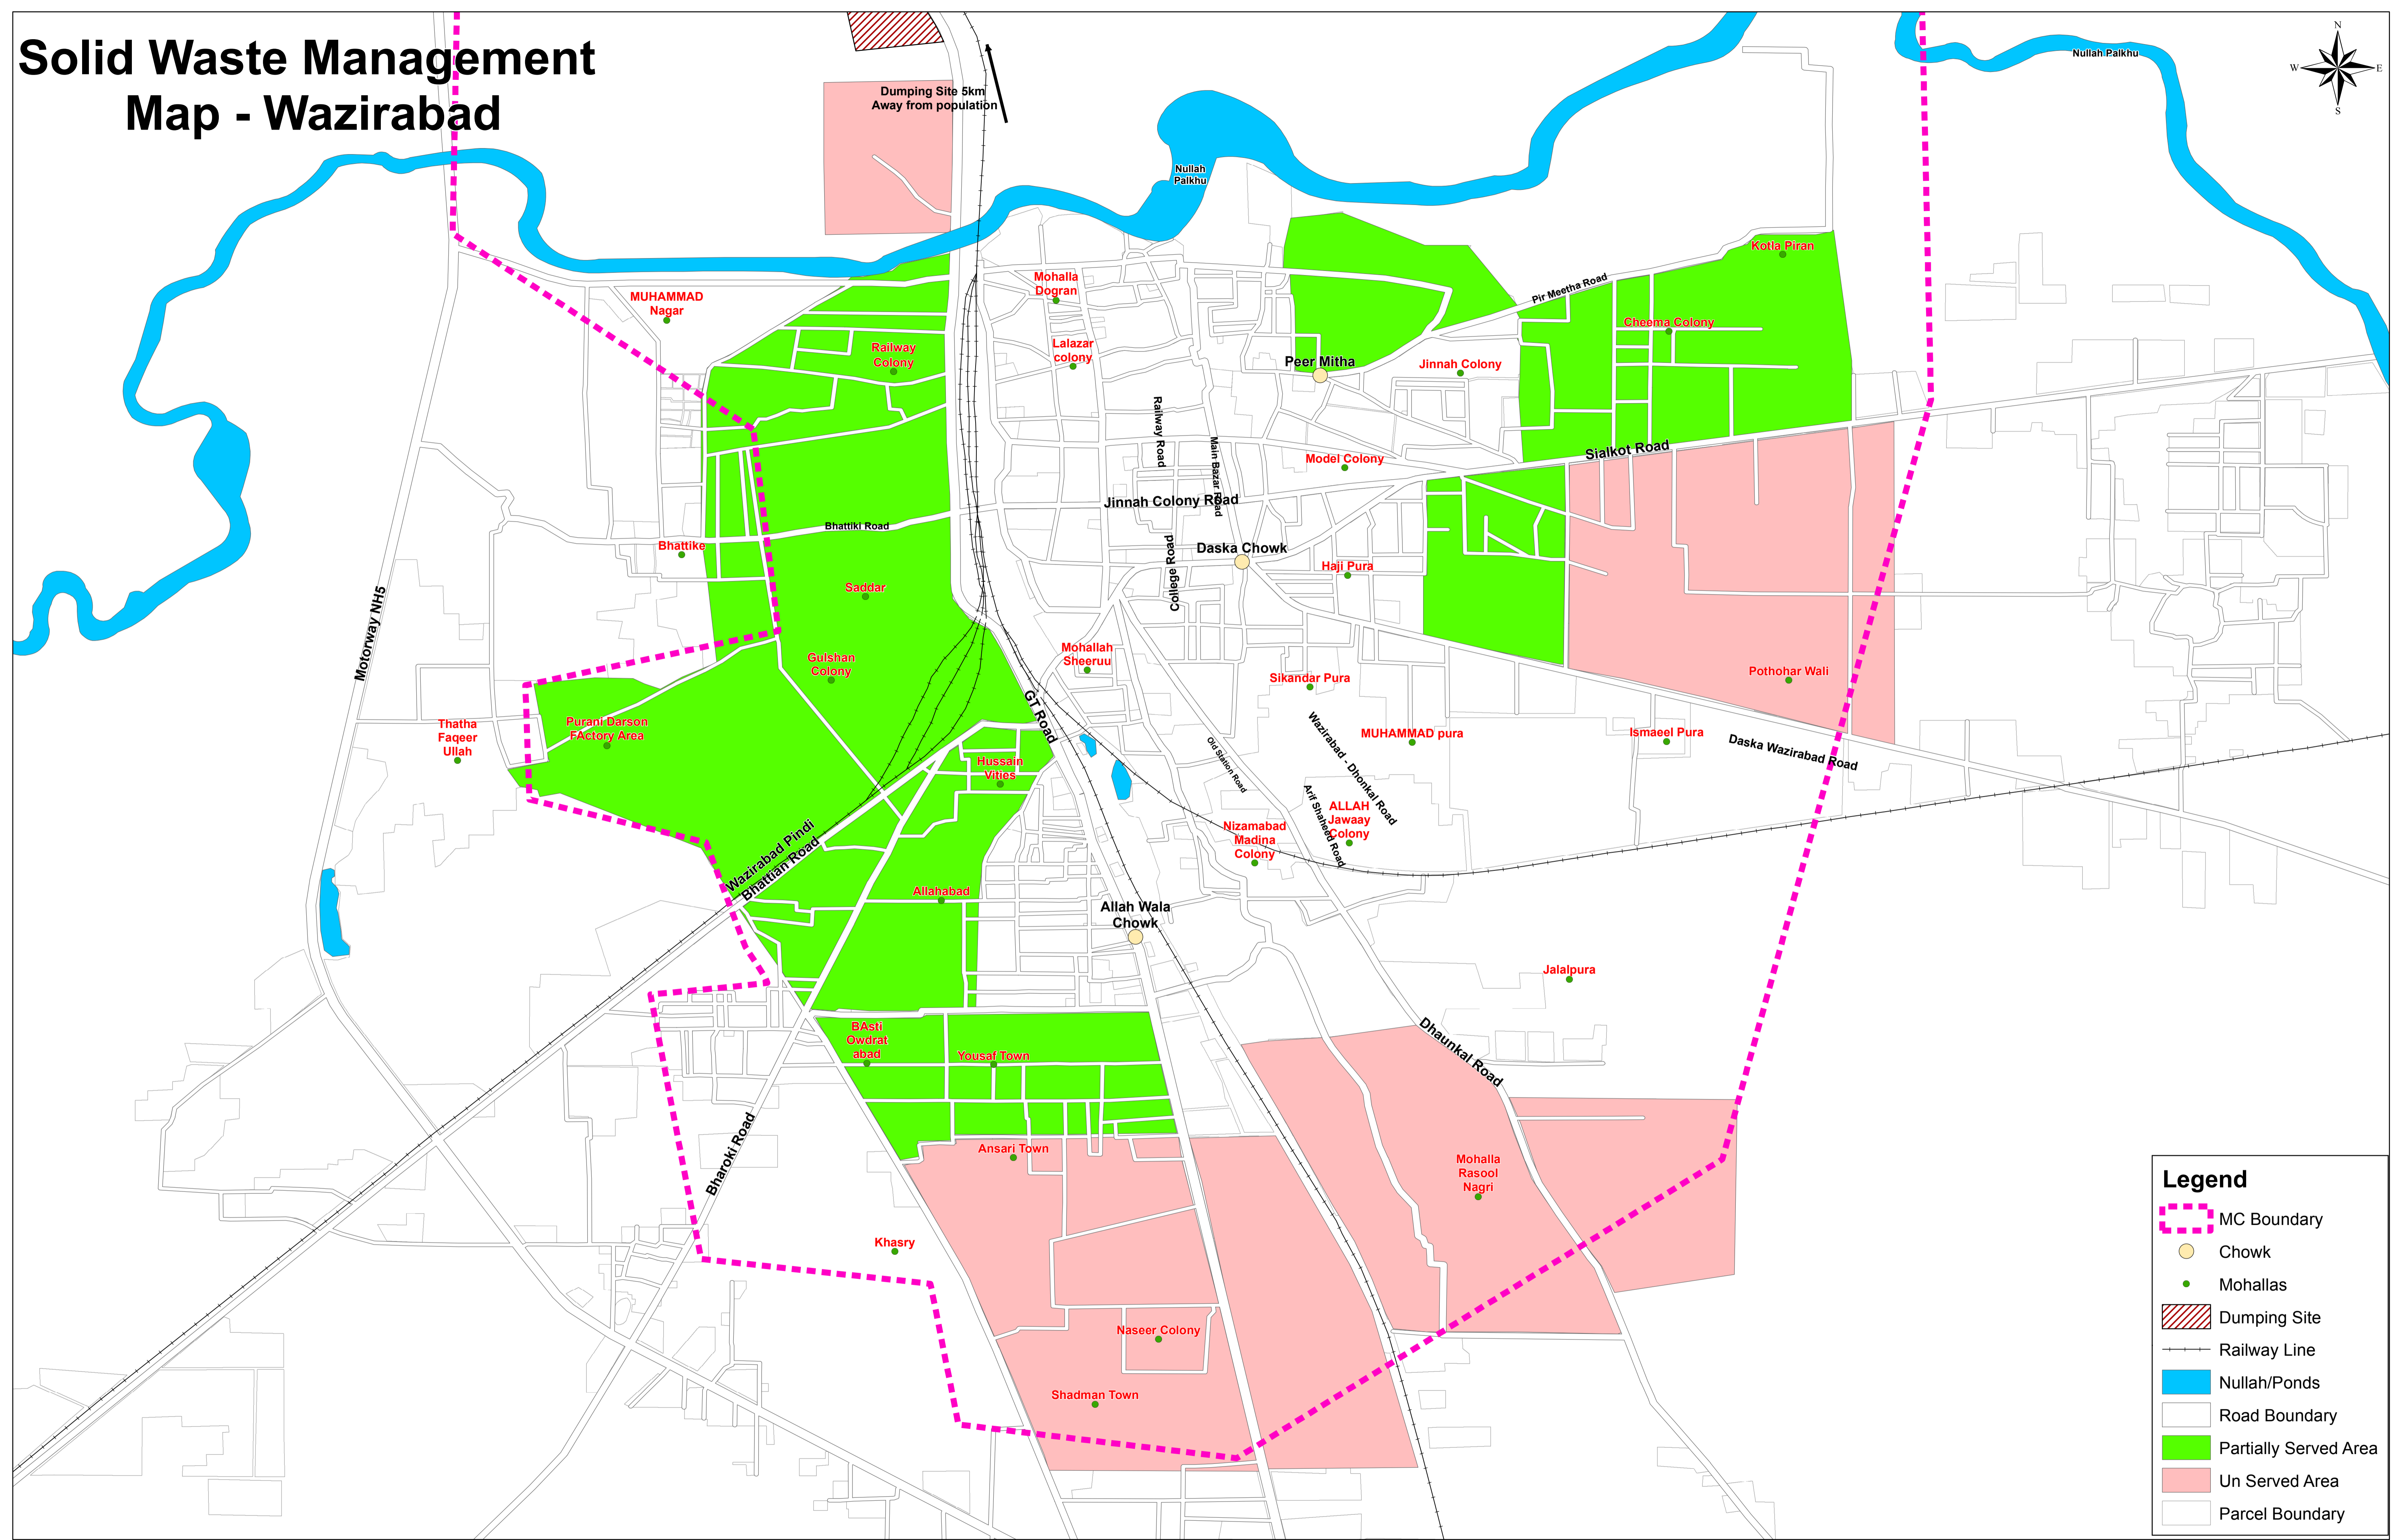 Solid Waste Management
Map - Wazirabad
N
W
E
S
Nullah Palkhu
Dumping Site 5km
Away from population
Nullah
Palkhu
Kotla Piran
MUHAMMAD
Nagar
Mohalla
Dogran
Pir Meetha Road
Cheema Colony
Railway
Colony
Lalazar
colony
Peer Mitha
Jinnah Colony
Railway Road
Main Bazar Road
Model Colony
Sialkot Road
Jinnah Colony Road
Bhattiki Road
Bhattike
Daska Chowk
College Road
Haji Pura
Saddar
Motorway NH5
Gulshan
Colony
Mohallah
Sheeruu
Sikandar Pura
Pothohar Wali
GT Road
Thatha
Faqeer
Ullah
Purani Darson
FActory Area
Wazirabad - Dhonkal Road
MUHAMMAD pura
Ismaeel Pura
Daska Wazirabad Road
Old Station Road
Hussain
Vities
Arif Shaheed Road
ALLAH
Jawaay
Colony
Nizamabad
Madina
Colony
Wazirabad Pindi
Bhattian Road
Allahabad
Allah Wala
Chowk
Jalalpura
BAsti
Owdrat
abad
Yousaf Town
Dhaunkal Road
Bharoki Road
Ansari Town
Mohalla
Rasool
Nagri
Khasry
Naseer Colony
Shadman Town
Legend
MC Boundary
Chowk
Mohallas
Dumping Site
Railway Line
Nullah/Ponds
Road Boundary
Partially Served Area
Un Served Area
Parcel Boundary